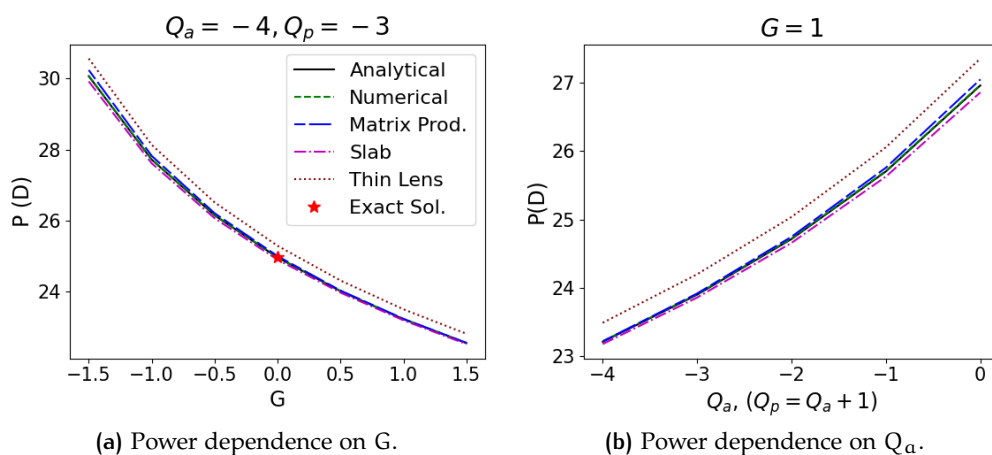 Q_a = −4, Q_p = −3
P (D)
30
28
26
24
−1.5 −1.0 −0.5 0.0 0.5 1.0 1.5
G
Analytical
Numerical
Matrix Prod.
Slab
Thin Lens
Exact Sol.
(a) Power dependence on G.
G = 1
P(D)
27
26
25
24
23
−4 −3 −2 −1 0
Q_a, (Q_p = Q_a + 1)
(b) Power dependence on Q_a.